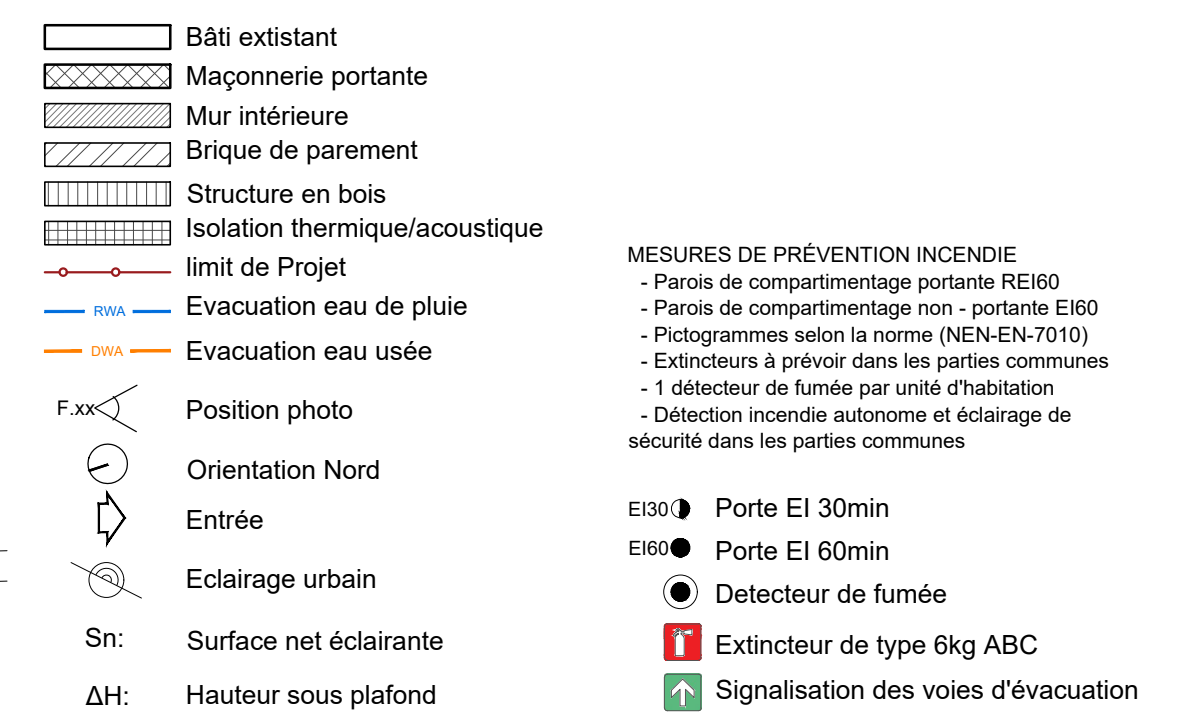 Bâti extistant
Maçonnerie portante
Mur intérieure
Brique de parement
Structure en bois
Isolation thermique/acoustique
limit de Projet
RWA Evacuation eau de pluie
DWA Evacuation eau usée
F.xx Position photo
Orientation Nord
Entrée
Eclairage urbain
Sn: Surface net éclairante
ΔH: Hauteur sous plafond
MESURES DE PRÉVENTION INCENDIE
- Parois de compartimentage portante REI60
- Parois de compartimentage non - portante EI60
- Pictogrammes selon la norme (NEN-EN-7010)
- Extincteurs à prévoir dans les parties communes
- 1 détecteur de fumée par unité d'habitation
- Détection incendie autonome et éclairage de
sécurité dans les parties communes
EI30 Porte EI 30min
EI60 Porte EI 60min
Detecteur de fumée
Extincteur de type 6kg ABC
Signalisation des voies d'évacuation